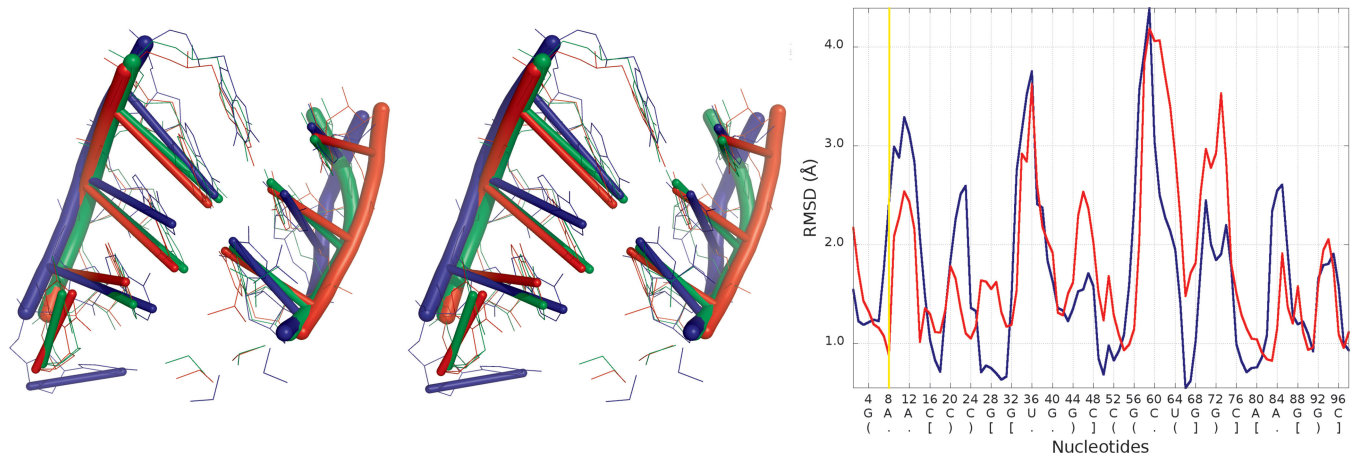 4.0
3.0
2.0
1.0
RMSD (Å)
4 8 12 16 20 24 28 32 36 40 44 48 52 56 60 64 68 72 76 80 84 88 92 96
G A A C C C G G U G G C C G C U G G C A A G G C
( . . [ ) ) [ [ . . ( ] ( ( . ( ] ) ] ] . [ [ ]
Nucleotides